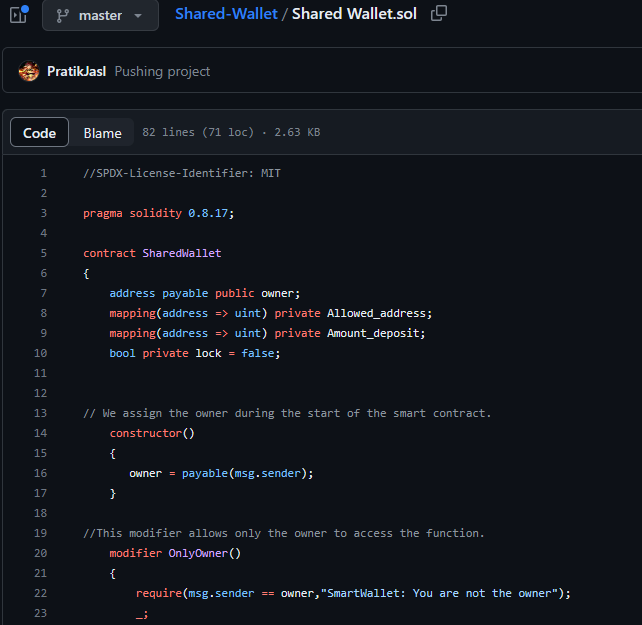 master
Shared-Wallet / Shared Wallet.sol
PratikJasl Pushing project
Code Blame 82 lines (71 loc) · 2.63 KB
1 //SPDX-License-Identifier: MIT
2
3 pragma solidity 0.8.17;
4
5 contract SharedWallet
6 {
7 address payable public owner;
8 mapping(address => uint) private Allowed_address;
9 mapping(address => uint) private Amount_deposit;
10 bool private lock = false;
11
12
13 // We assign the owner during the start of the smart contract.
14 constructor()
15 {
16 owner = payable(msg.sender);
17 }
18
19 //This modifier allows only the owner to access the function.
20 modifier OnlyOwner()
21 {
22 require(msg.sender == owner,"SmartWallet: You are not the owner");
23 _;